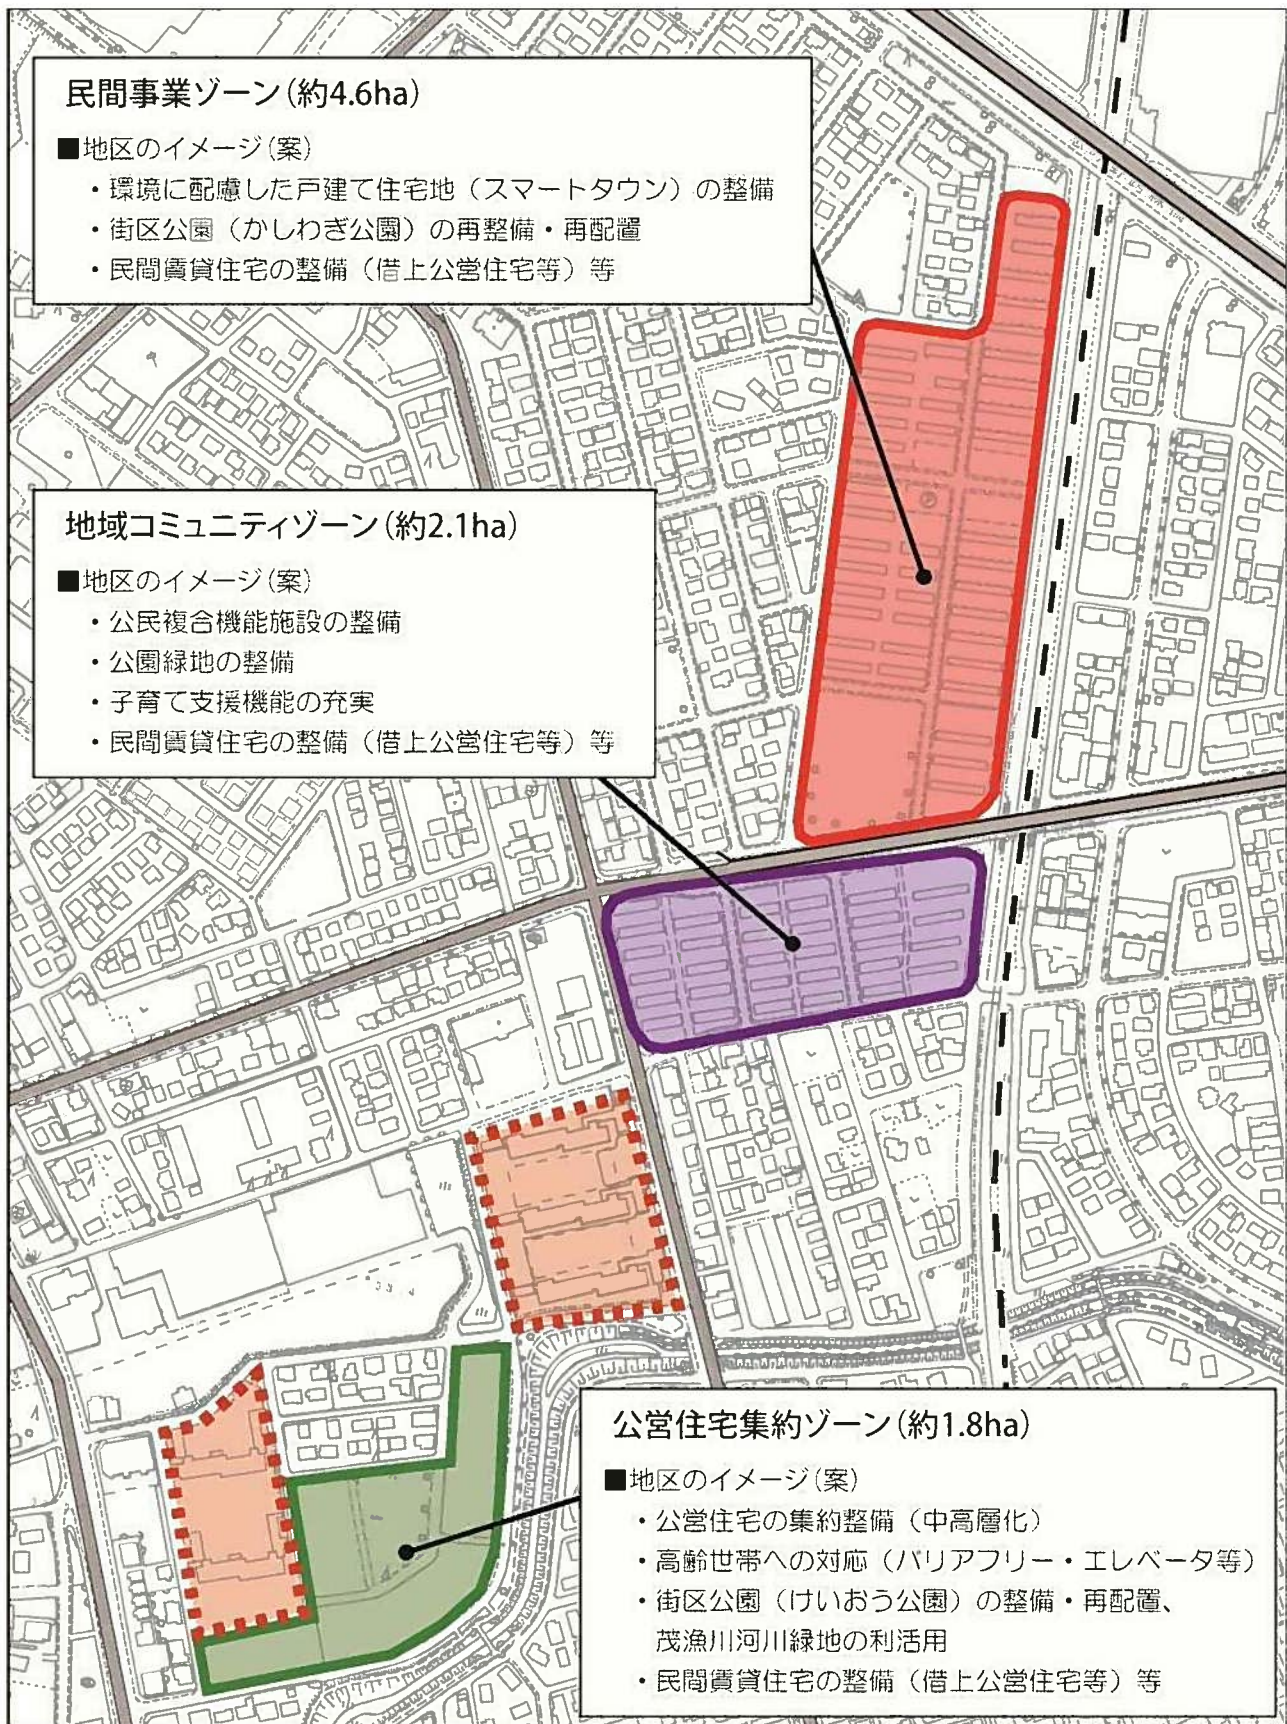 民間事業ゾーン(約4.6ha)
■地区のイメージ(案)
・環境に配慮した戸建て住宅地(スマートタウン)の整備
・街区公園(かしわぎ公園)の再整備・再配置
・民間賃貸住宅の整備(借上公営住宅等)等
地域コミュニティゾーン(約2.1ha)
■地区のイメージ(案)
・公民複合機能施設の整備
・公園緑地の整備
・子育て支援機能の充実
・民間賃貸住宅の整備(借上公営住宅等)等
公営住宅集約ゾーン(約1.8ha)
■地区のイメージ(案)
・公営住宅の集約整備(中高層化)
・高齢世帯への対応(バリアフリー・エレベータ等)
・街区公園(けいおう公園)の整備・再配置、
茂漁川河川緑地の利活用
・民間賃貸住宅の整備(借上公営住宅等)等